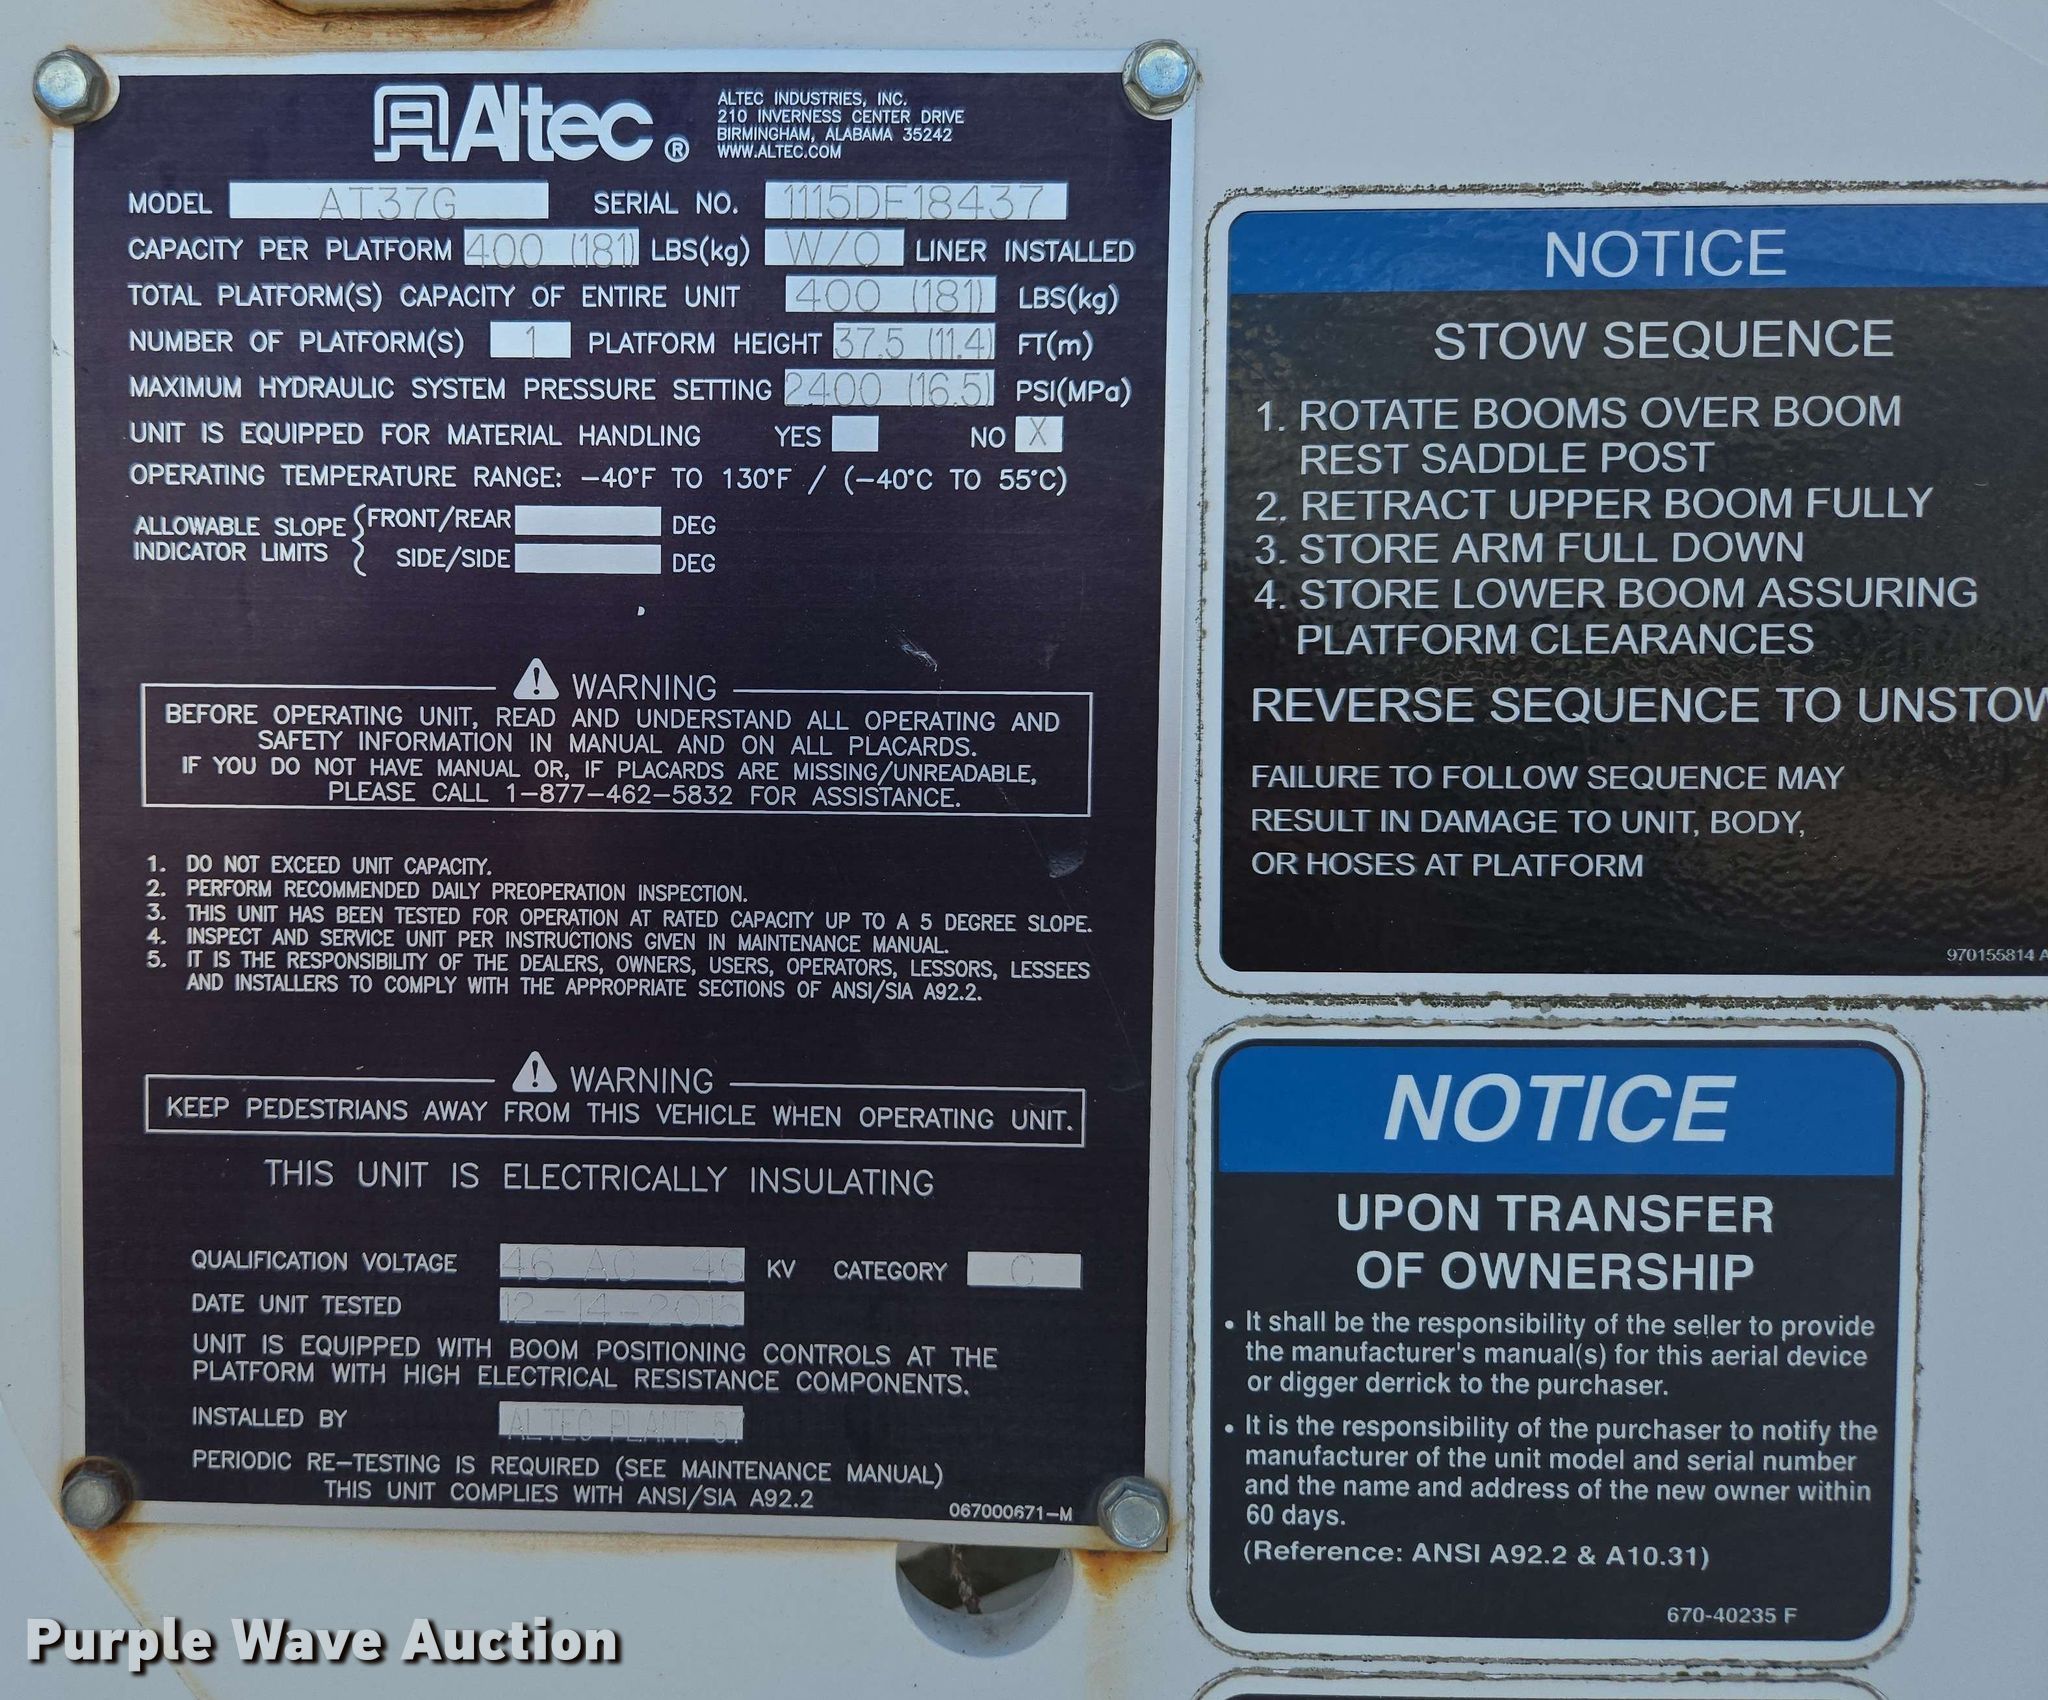 Altec®
ALTEC INDUSTRIES, INC.
210 INVERNESS CENTER DRIVE
BIRMINGHAM, ALABAMA 35242
WWW.ALTEC.COM
MODEL AT37G SERIAL NO. 1115DF18437
CAPACITY PER PLATFORM 400 (181) LBS(kg) W/O LINER INSTALLED
TOTAL PLATFORM(S) CAPACITY OF ENTIRE UNIT 400 (181) LBS(kg)
NUMBER OF PLATFORM(S) 1 PLATFORM HEIGHT 37.5 (11.4) FT(m)
MAXIMUM HYDRAULIC SYSTEM PRESSURE SETTING 2400 (16.5) PSI(MPa)
UNIT IS EQUIPPED FOR MATERIAL HANDLING YES NO X
OPERATING TEMPERATURE RANGE: -40°F TO 130°F / (-40°C TO 55°C)
ALLOWABLE SLOPE INDICATOR LIMITS
FRONT/REAR DEG
SIDE/SIDE DEG
WARNING
BEFORE OPERATING UNIT, READ AND UNDERSTAND ALL OPERATING AND
SAFETY INFORMATION IN MANUAL AND ON ALL PLACARDS.
IF YOU DO NOT HAVE MANUAL OR, IF PLACARDS ARE MISSING/UNREADABLE,
PLEASE CALL 1-877-462-5832 FOR ASSISTANCE.
1. DO NOT EXCEED UNIT CAPACITY.
2. PERFORM RECOMMENDED DAILY PREOPERATION INSPECTION.
3. THIS UNIT HAS BEEN TESTED FOR OPERATION AT RATED CAPACITY UP TO A 5 DEGREE SLOPE.
4. INSPECT AND SERVICE UNIT PER INSTRUCTIONS GIVEN IN MAINTENANCE MANUAL.
5. IT IS THE RESPONSIBILITY OF THE DEALERS, OWNERS, USERS, OPERATORS, LESSORS, LESSEES
AND INSTALLERS TO COMPLY WITH THE APPROPRIATE SECTIONS OF ANSI/SIA A92.2.
WARNING
KEEP PEDESTRIANS AWAY FROM THIS VEHICLE WHEN OPERATING UNIT.
THIS UNIT IS ELECTRICALLY INSULATING
QUALIFICATION VOLTAGE 46 AC 46 KV CATEGORY C
DATE UNIT TESTED 12-14-2015
UNIT IS EQUIPPED WITH BOOM POSITIONING CONTROLS AT THE
PLATFORM WITH HIGH ELECTRICAL RESISTANCE COMPONENTS.
INSTALLED BY ALTEC PLANT 57
PERIODIC RE-TESTING IS REQUIRED (SEE MAINTENANCE MANUAL)
THIS UNIT COMPLIES WITH ANSI/SIA A92.2
067000671-M
NOTICE
STOW SEQUENCE
1. ROTATE BOOMS OVER BOOM
REST SADDLE POST
2. RETRACT UPPER BOOM FULLY
3. STORE ARM FULL DOWN
4. STORE LOWER BOOM ASSURING
PLATFORM CLEARANCES
REVERSE SEQUENCE TO UNSTOW
FAILURE TO FOLLOW SEQUENCE MAY
RESULT IN DAMAGE TO UNIT, BODY,
OR HOSES AT PLATFORM
970155814 A
NOTICE
UPON TRANSFER
OF OWNERSHIP
• It shall be the responsibility of the seller to provide
the manufacturer's manual(s) for this aerial device
or digger derrick to the purchaser.
• It is the responsibility of the purchaser to notify the
manufacturer of the unit model and serial number
and the name and address of the new owner within
60 days.
(Reference: ANSI A92.2 & A10.31)
670-40235 F
Purple Wave Auction